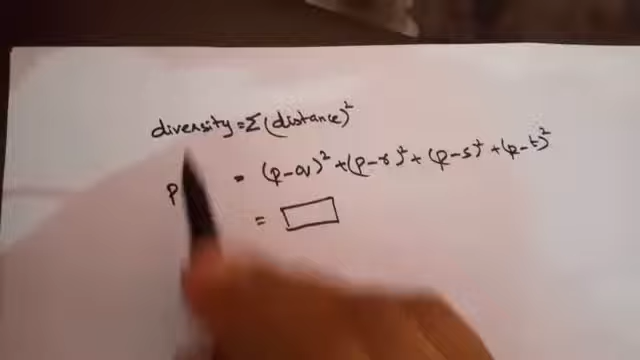 diversity = Σ(distance)²
p = (p-q)² + (p-r)² + (p-s)² + (p-t)²
=